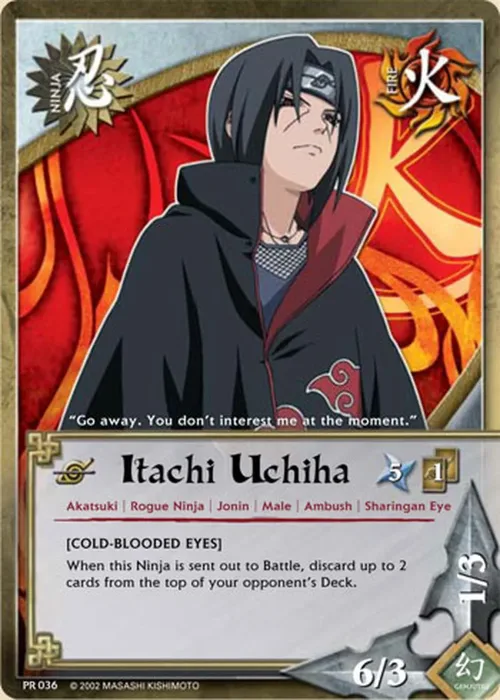 NINJA 忍
FIRE 火
"Go away. You don't interest me at the moment."
Itachi Uchiha 5 1
Akatsuki | Rogue Ninja | Jonin | Male | Ambush | Sharingan Eye
[COLD-BLOODED EYES]
When this Ninja is sent out to Battle, discard up to 2
cards from the top of your opponent's Deck.
1/3
6/3
幻
GENJUTSU
PR 036 © 2002 MASASHI KISHIMOTO